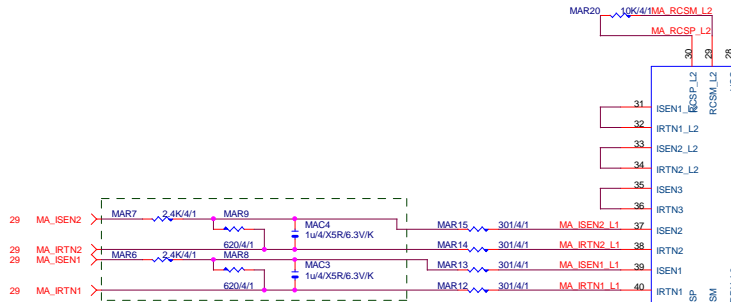 MAR20 10K/4/1 MA_RCSM_L2
MA_RCSP_L2
30
29
28
RCSP_L2
RCSM_L2
31 ISEN1_L2
32 IRTN1_L2
33 ISEN2_L2
34 IRTN2_L2
35 ISEN3
36 IRTN3
29 MA_ISEN2 MAR7 2.4K/4/1 MAR9 MAC4 1u/4/X5R/6.3V/K MAR15 301/4/1 MA_ISEN2_L1 37 ISEN2
29 MA_IRTN2 620/4/1 MAR14 301/4/1 MA_IRTN2_L1 38 IRTN2
29 MA_ISEN1 MAR6 2.4K/4/1 MAR8 MAC3 1u/4/X5R/6.3V/K MAR13 301/4/1 MA_ISEN1_L1 39 ISEN1
29 MA_IRTN1 620/4/1 MAR12 301/4/1 MA_IRTN1_L1 40 IRTN1
SP
SM